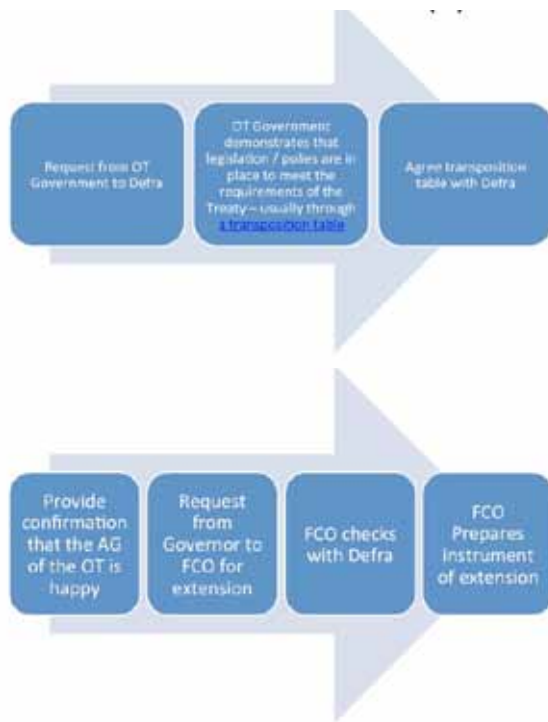 Request from OT
Government to Defra
OT Government
demonstrates that
legislation / polies are in
place to meet the
requirements of the
Treaty – usually through
a transposition table
Agree transposition
table with Defra
Provide
confirmation
that the AG
of the OT is
happy
Request
from
Governor to
FCO for
extension
FCO checks
with Defra
FCO
Prepares
instrument
of extension